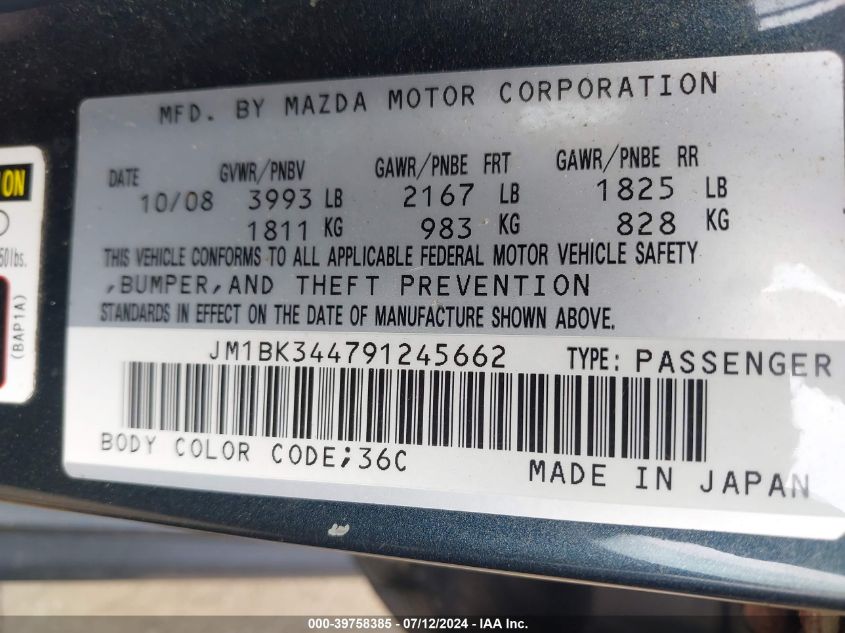 MFD. BY MAZDA MOTOR CORPORATION
DATE GVWR/PNBV GAWR/PNBE FRT GAWR/PNBE RR
10/08 3993 LB 2167 LB 1825 LB
1811 KG 983 KG 828 KG
THIS VEHICLE CONFORMS TO ALL APPLICABLE FEDERAL MOTOR VEHICLE SAFETY
,BUMPER,AND THEFT PREVENTION
STANDARDS IN EFFECT ON THE DATE OF MANUFACTURE SHOWN ABOVE.
JM1BK344791245662 TYPE: PASSENGER
BODY COLOR CODE;36C
MADE IN JAPAN
(BAP1A)
000-39758385 - 07/12/2024 - IAA Inc.